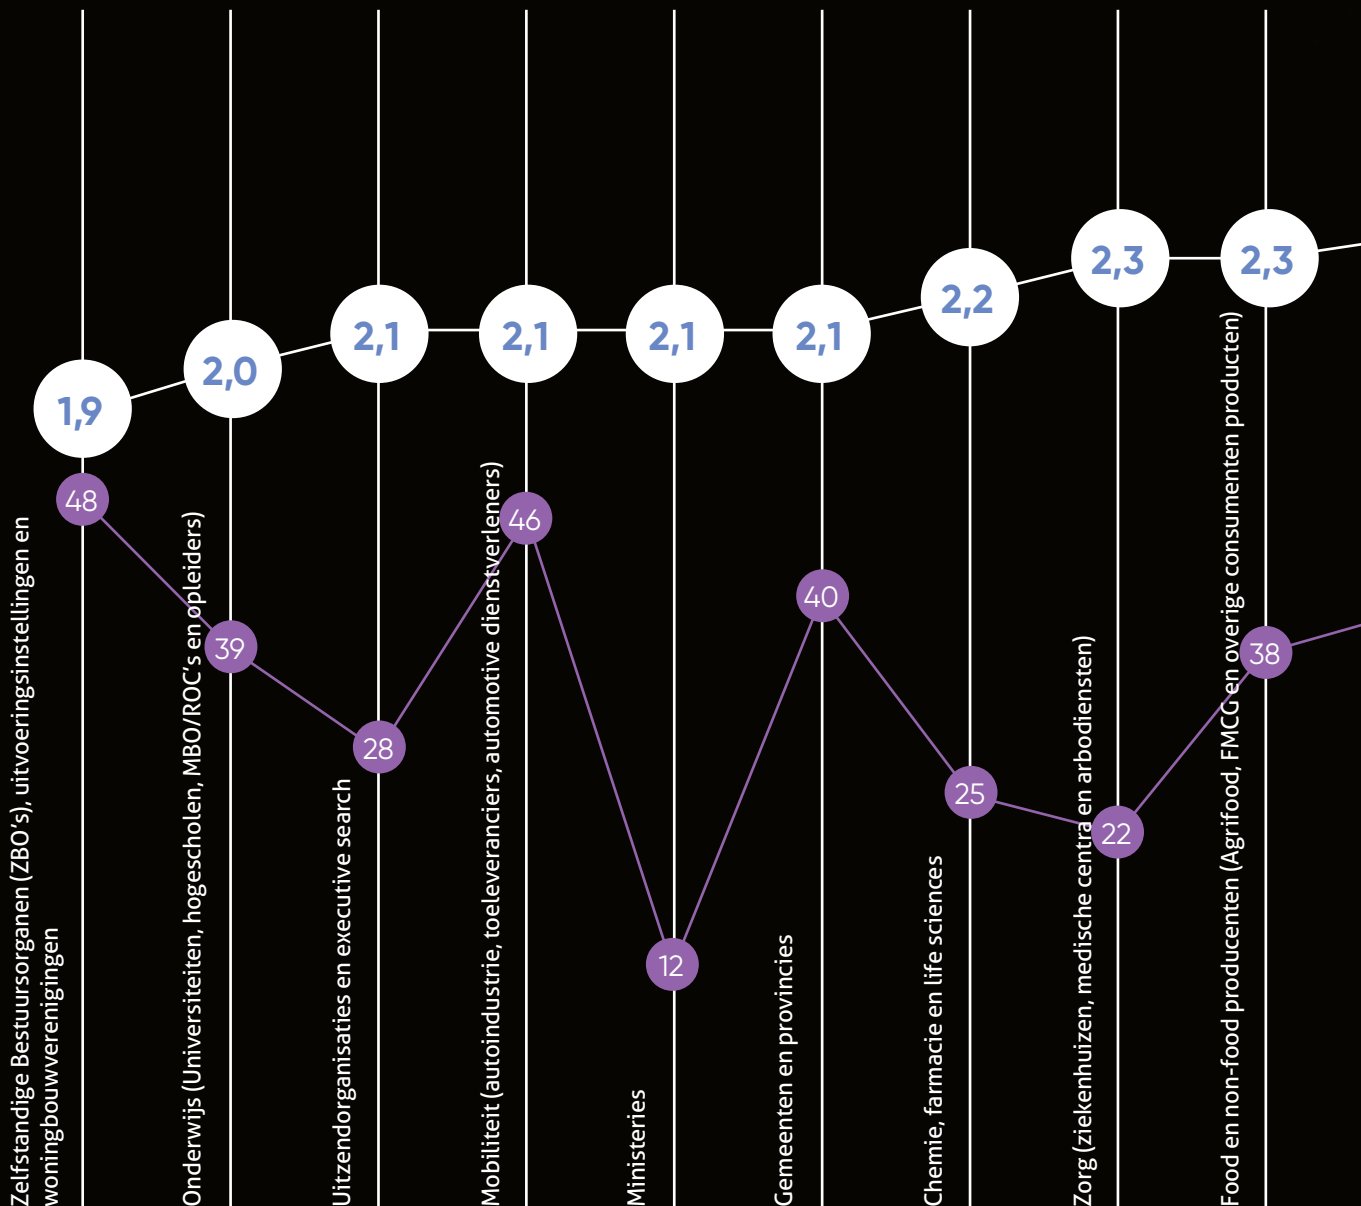 1,9
2,0
2,1
2,1
2,1
2,1
2,2
2,3
2,3
48
39
28
46
12
40
25
22
38
Zelfstandige Bestuursorganen (ZBO's), uitvoeringsinstellingen en
woningbouwverenigingen
Onderwijs (Universiteiten, hogescholen, MBO/ROC's en opleiders)
Uitzendorganisaties en executive search
Mobiliteit (autoindustrie, toeleveranciers, automotive dienstverleners)
Ministeries
Gemeenten en provincies
Chemie, farmacie en life sciences
Zorg (ziekenhuizen, medische centra en arbodiensten)
Food en non-food producenten (Agrifood, FMCG en overige consumenten producten)